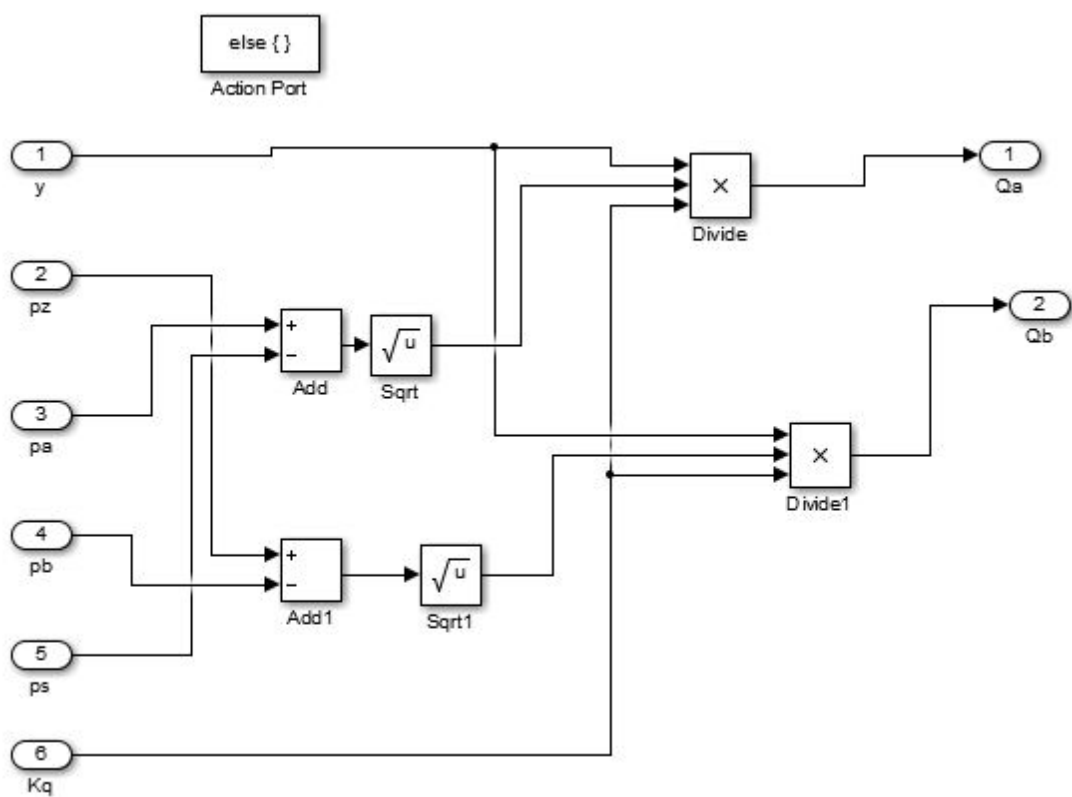 else { }
Action Port
1
y
×
Divide
1
Qa
2
pz
2
Qb
+
−
Add
√u
Sqrt
3
pa
×
Divide1
4
pb
+
−
Add1
√u
Sqrt1
5
ps
6
Kq